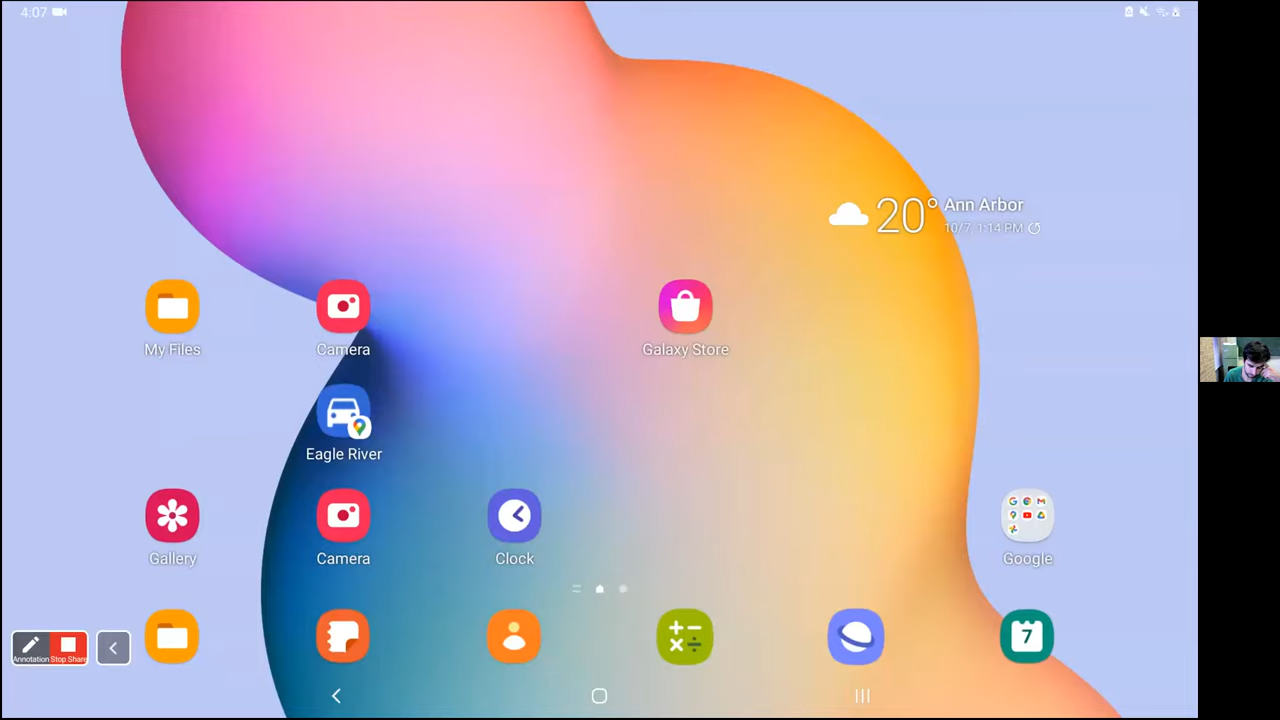 4:07
20° Ann Arbor
10/7, 1:14 PM
My Files
Camera
Galaxy Store
Eagle River
Gallery
Camera
Clock
Google
7
Annotation Stop Share